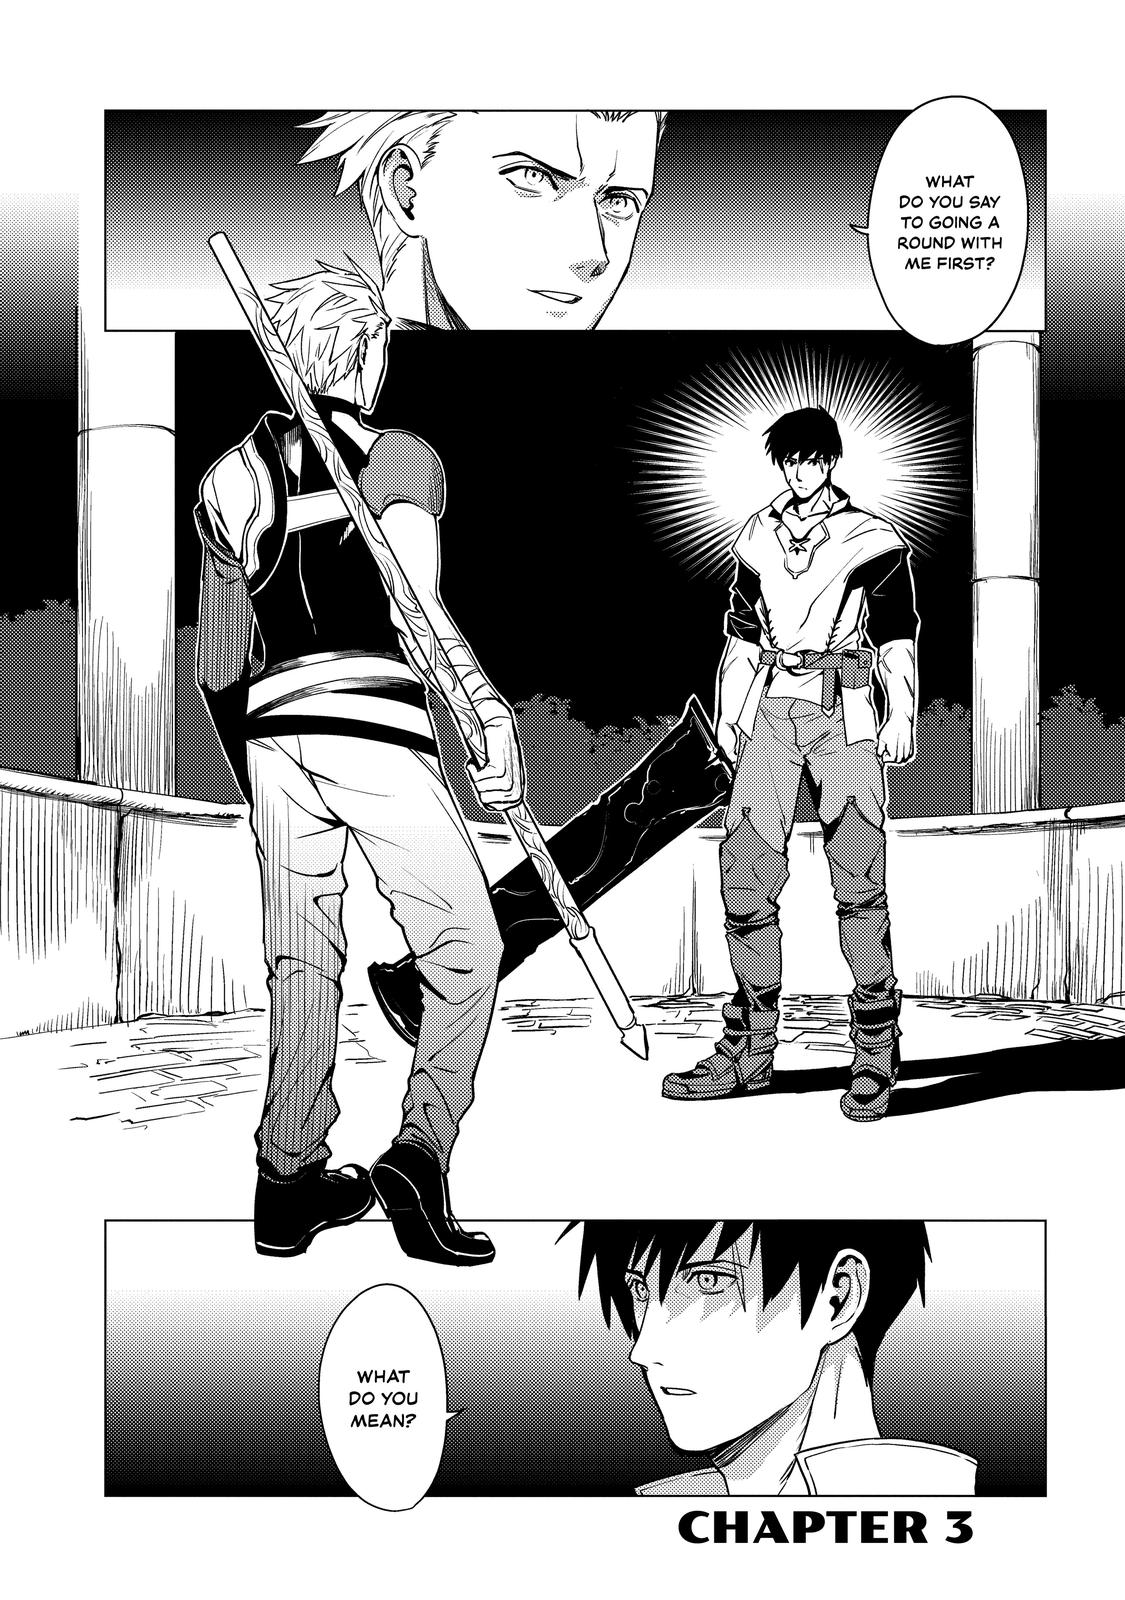 WHAT
DO YOU SAY
TO GOING A
ROUND WITH
ME FIRST?
WHAT
DO YOU
MEAN?
CHAPTER 3